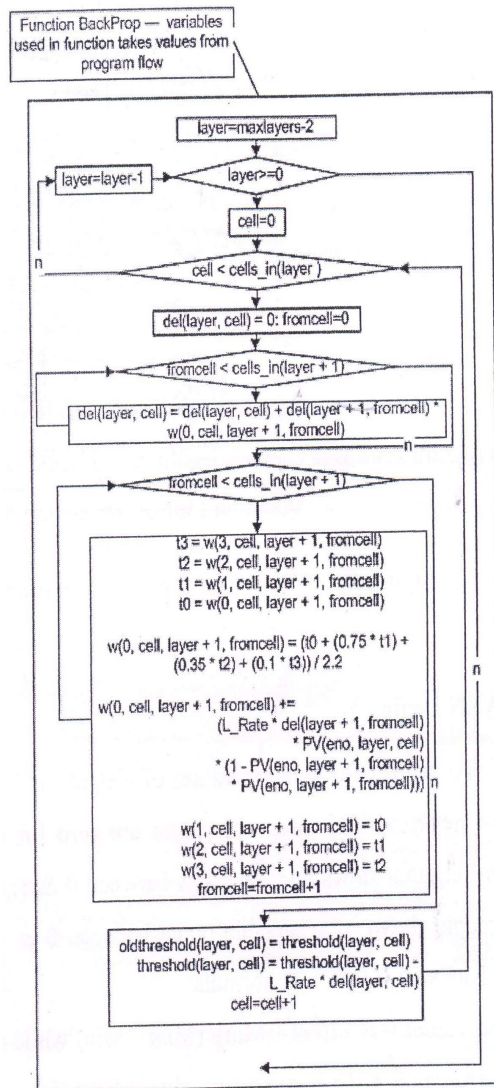 Function BackProp — variables
used in function takes values from
program flow
layer=maxlayers-2
layer=layer-1
layer>=0
cell=0
n
cell < cells_in(layer )
del(layer, cell) = 0: fromcell=0
fromcell < cells_in(layer + 1)
del(layer, cell) = del(layer, cell) + del(layer + 1, fromcell) *
w(0, cell, layer + 1, fromcell)
n
fromcell < cells_in(layer + 1)
t3 = w(3, cell, layer + 1, fromcell)
t2 = w(2, cell, layer + 1, fromcell)
t1 = w(1, cell, layer + 1, fromcell)
t0 = w(0, cell, layer + 1, fromcell)
w(0, cell, layer + 1, fromcell) = (t0 + (0.75 * t1) +
(0.35 * t2) + (0.1 * t3)) / 2.2
n
w(0, cell, layer + 1, fromcell) +=
(L_Rate * del(layer + 1, fromcell)
* PV(eno, layer, cell)
* (1 - PV(eno, layer + 1, fromcell)
* PV(eno, layer + 1, fromcell)))
n
w(1, cell, layer + 1, fromcell) = t0
w(2, cell, layer + 1, fromcell) = t1
w(3, cell, layer + 1, fromcell) = t2
fromcell=fromcell+1
oldthreshold(layer, cell) = threshold(layer, cell)
threshold(layer, cell) = threshold(layer, cell) -
L_Rate * del(layer, cell)
cell=cell+1